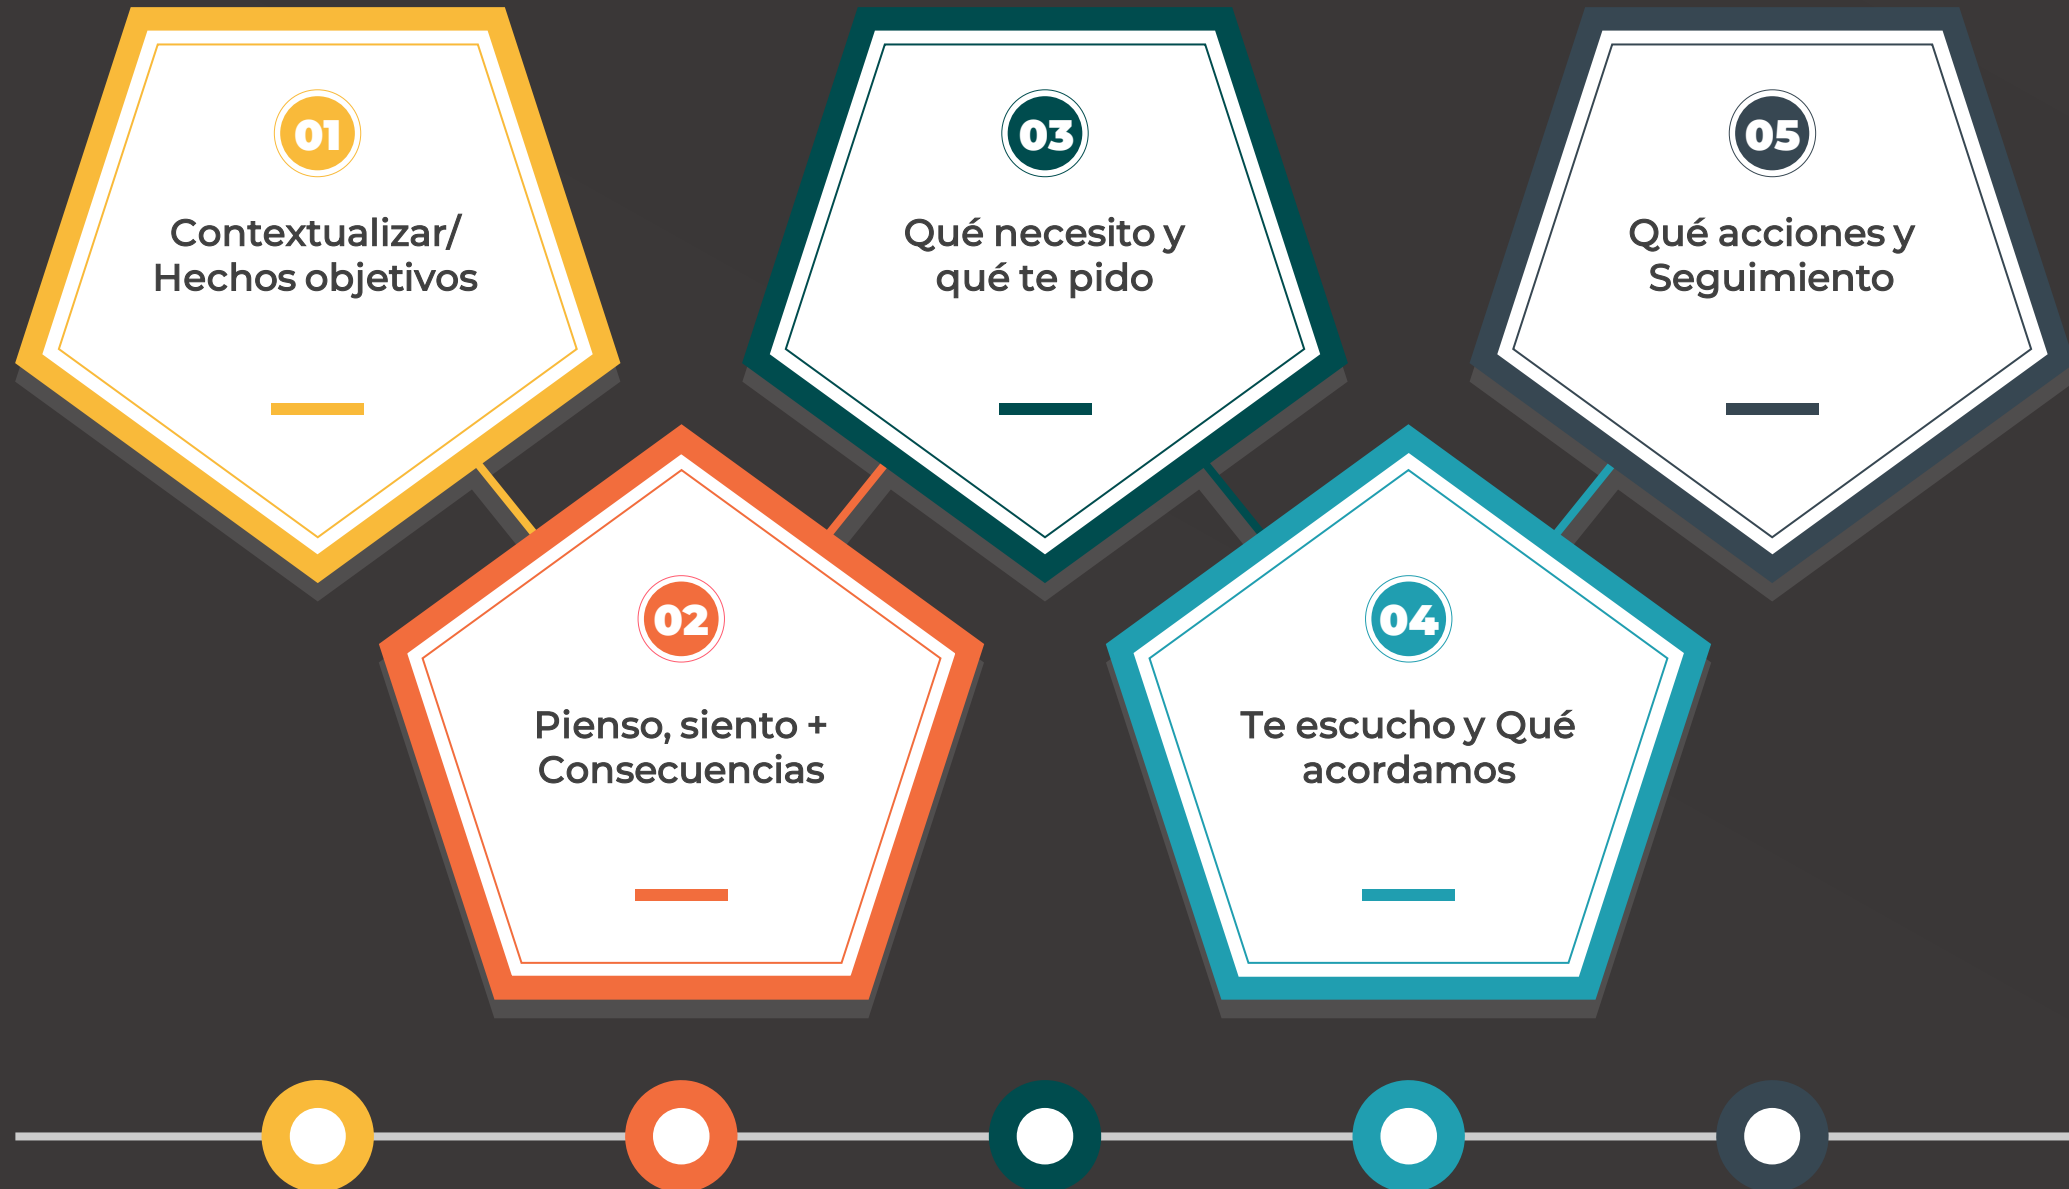 01
Contextualizar/
Hechos objetivos
02
Pienso, siento +
Consecuencias
03
Qué necesito y
qué te pido
04
Te escucho y Qué
acordamos
05
Qué acciones y
Seguimiento